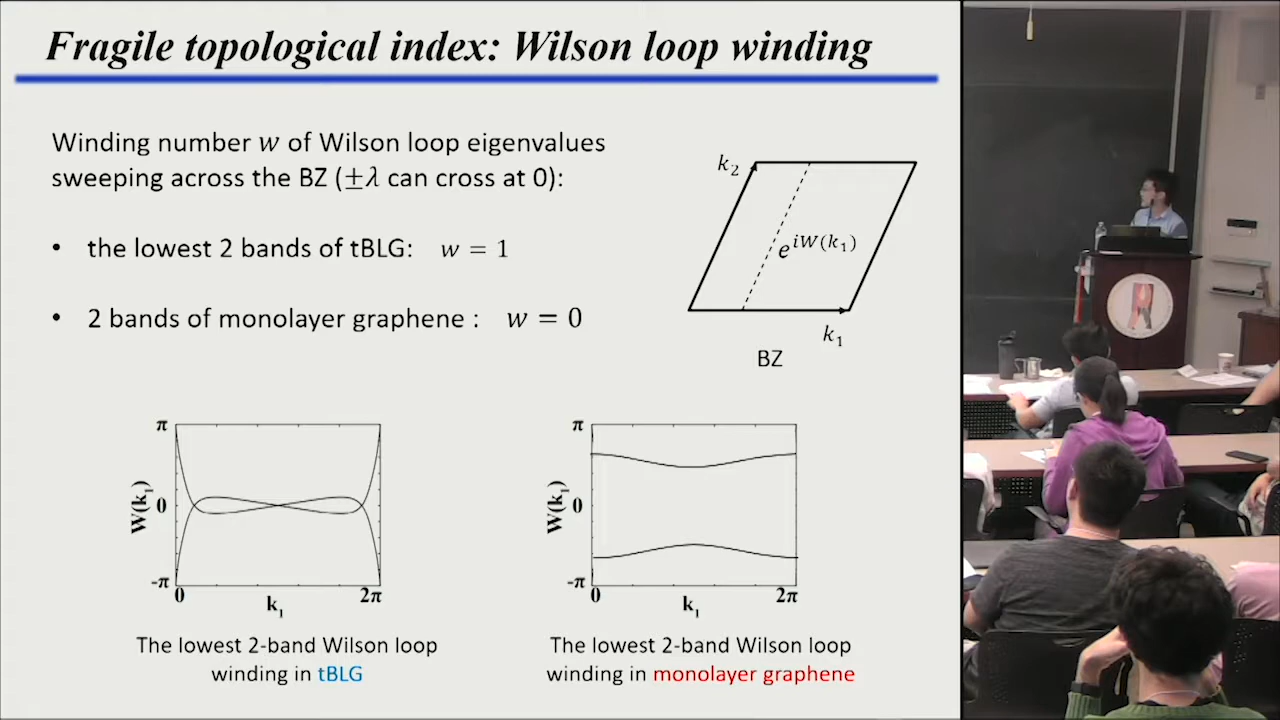 Fragile topological index: Wilson loop winding
Winding number w of Wilson loop eigenvalues
sweeping across the BZ (±λ can cross at 0):
• the lowest 2 bands of tBLG: w = 1
• 2 bands of monolayer graphene : w = 0
k₂
e^{iW(k₁)}
k₁
BZ
π
W(k₁)
0
-π
0
2π
k₁
The lowest 2-band Wilson loop
winding in tBLG
π
W(k₁)
0
-π
0
2π
k₁
The lowest 2-band Wilson loop
winding in monolayer graphene